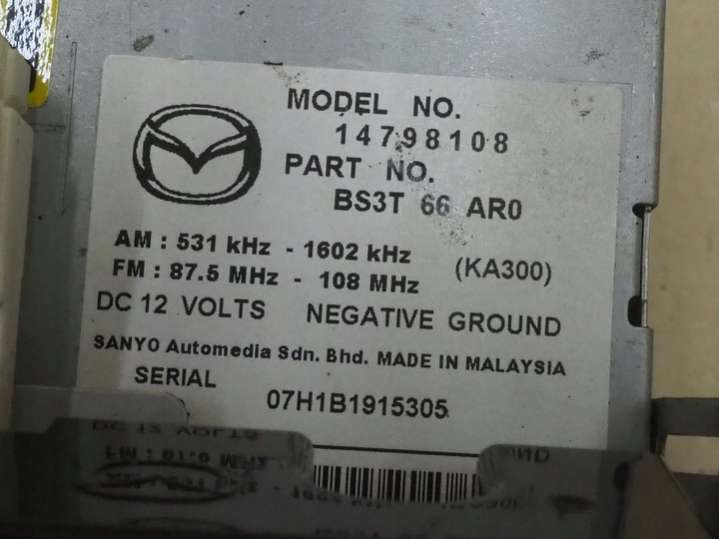 MODEL NO.
14798108
PART NO.
BS3T 66 AR0
AM : 531 kHz - 1602 kHz
(KA300)
FM : 87.5 MHz - 108 MHz
DC 12 VOLTS NEGATIVE GROUND
SANYO Automedia Sdn. Bhd. MADE IN MALAYSIA
SERIAL
07H1B1915305